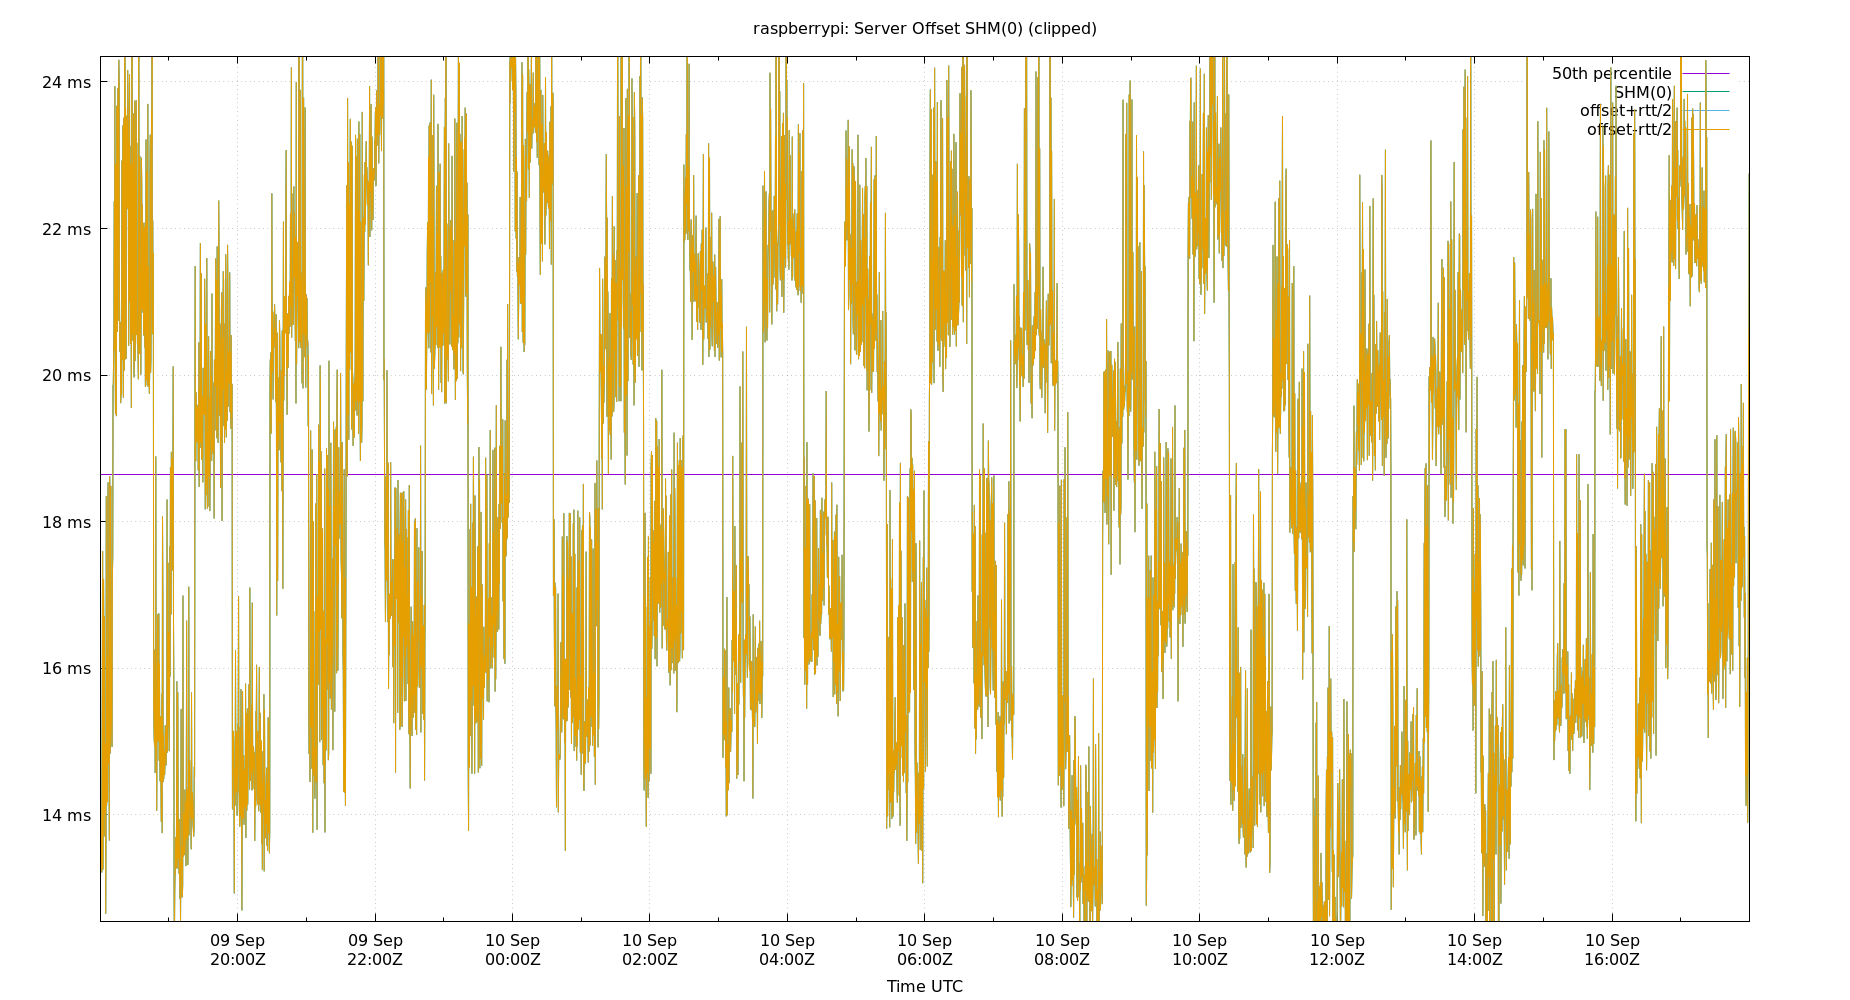 raspberrypi: Server Offset SHM(0) (clipped)
24 ms
22 ms
20 ms
18 ms
16 ms
14 ms
50th percentile
SHM(0)
offset+rtt/2
offset-rtt/2
09 Sep 09 Sep 10 Sep 10 Sep 10 Sep 10 Sep 10 Sep 10 Sep 10 Sep 10 Sep 10 Sep
20:00Z 22:00Z 00:00Z 02:00Z 04:00Z 06:00Z 08:00Z 10:00Z 12:00Z 14:00Z 16:00Z
Time UTC